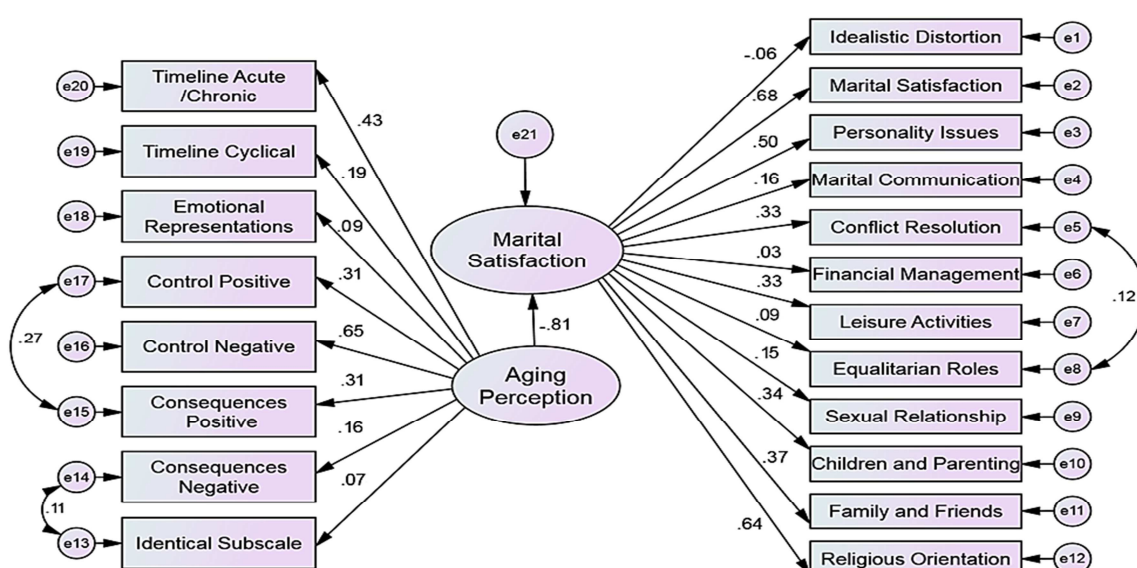 e20
Timeline Acute
/Chronic
e19
Timeline Cyclical
e18
Emotional
Representations
e17
Control Positive
e16
Control Negative
e15
Consequences
Positive
e14
Consequences
Negative
e13
Identical Subscale
.27
.11
.43
.19
.09
.31
.65
.31
.16
.07
e21
Marital
Satisfaction
-.81
Aging
Perception
-.06
.68
.50
.16
.33
.03
.33
.09
.15
.34
.37
.64
Idealistic Distortion
e1
Marital Satisfaction
e2
Personality Issues
e3
Marital Communication
e4
Conflict Resolution
e5
Financial Management
e6
Leisure Activities
e7
Equalitarian Roles
e8
Sexual Relationship
e9
Children and Parenting
e10
Family and Friends
e11
Religious Orientation
e12
.12